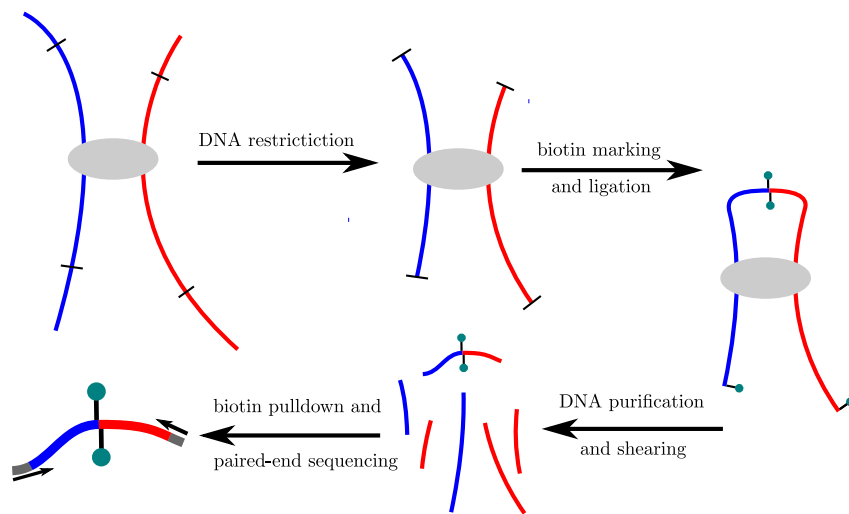 DNA restrictiction
biotin marking
and ligation
DNA purification
and shearing
biotin pulldown and
paired-end sequencing